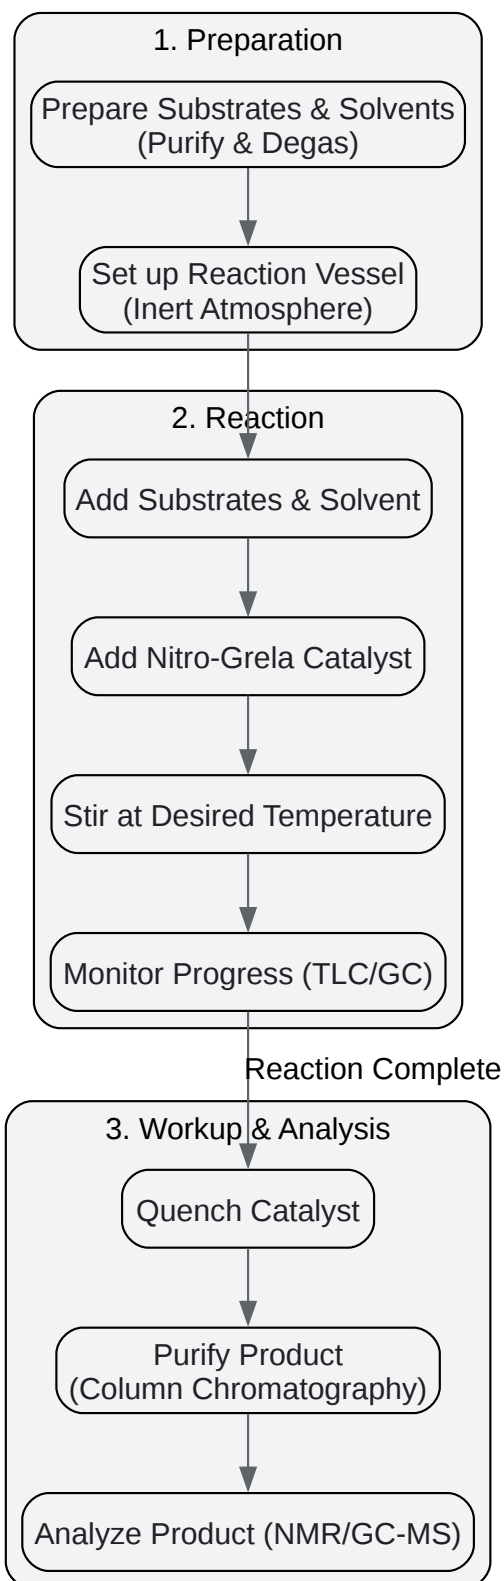 1. Preparation
Prepare Substrates & Solvents
(Purify & Degas)
Set up Reaction Vessel
(Inert Atmosphere)
2. Reaction
Add Substrates & Solvent
Add Nitro-Grela Catalyst
Stir at Desired Temperature
Monitor Progress (TLC/GC)
Reaction Complete
3. Workup & Analysis
Quench Catalyst
Purify Product
(Column Chromatography)
Analyze Product (NMR/GC-MS)